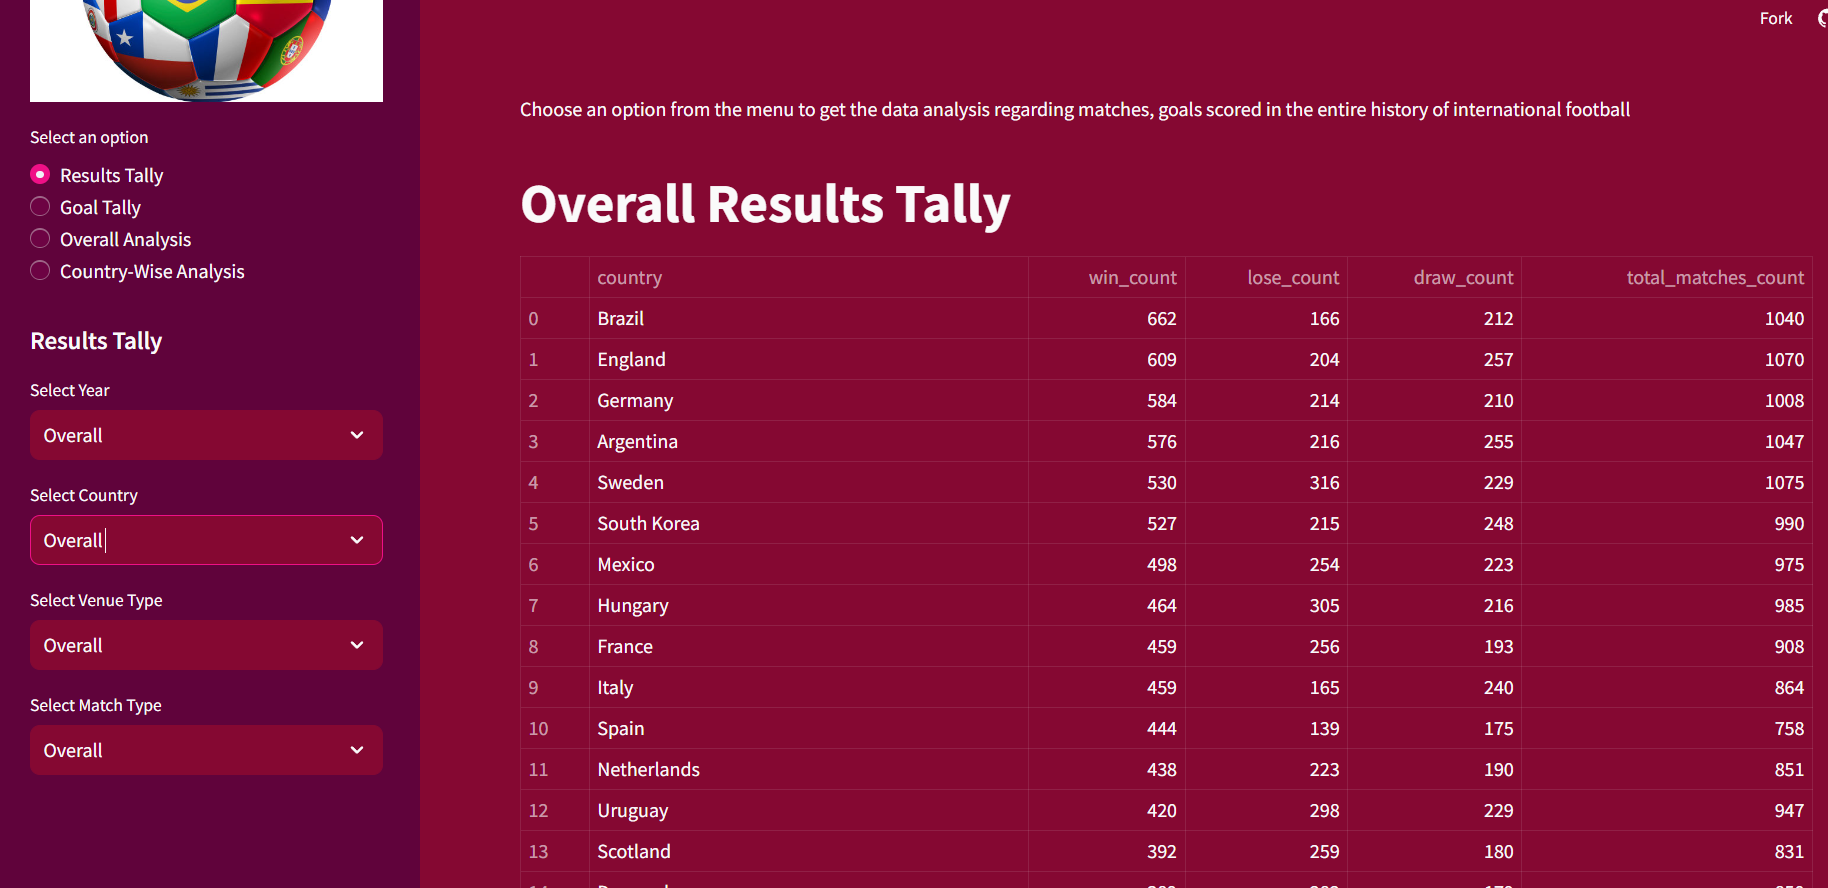 Fork
Select an option
Results Tally
Goal Tally
Overall Analysis
Country-Wise Analysis
Results Tally
Select Year
Overall
Select Country
Overall
Select Venue Type
Overall
Select Match Type
Overall
Choose an option from the menu to get the data analysis regarding matches, goals scored in the entire history of international football
Overall Results Tally
country win_count lose_count draw_count total_matches_count
0 Brazil 662 166 212 1040
1 England 609 204 257 1070
2 Germany 584 214 210 1008
3 Argentina 576 216 255 1047
4 Sweden 530 316 229 1075
5 South Korea 527 215 248 990
6 Mexico 498 254 223 975
7 Hungary 464 305 216 985
8 France 459 256 193 908
9 Italy 459 165 240 864
10 Spain 444 139 175 758
11 Netherlands 438 223 190 851
12 Uruguay 420 298 229 947
13 Scotland 392 259 180 831